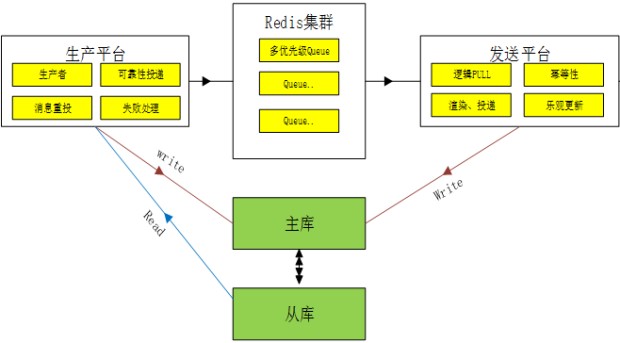 生产平台
生产者
可靠性投递
消息重投
失败处理
Redis集群
多优先级Queue
Queue..
Queue..
发送平台
逻辑PULL
幂等性
渲染、投递
乐观更新
write
Write
Read
主库
从库